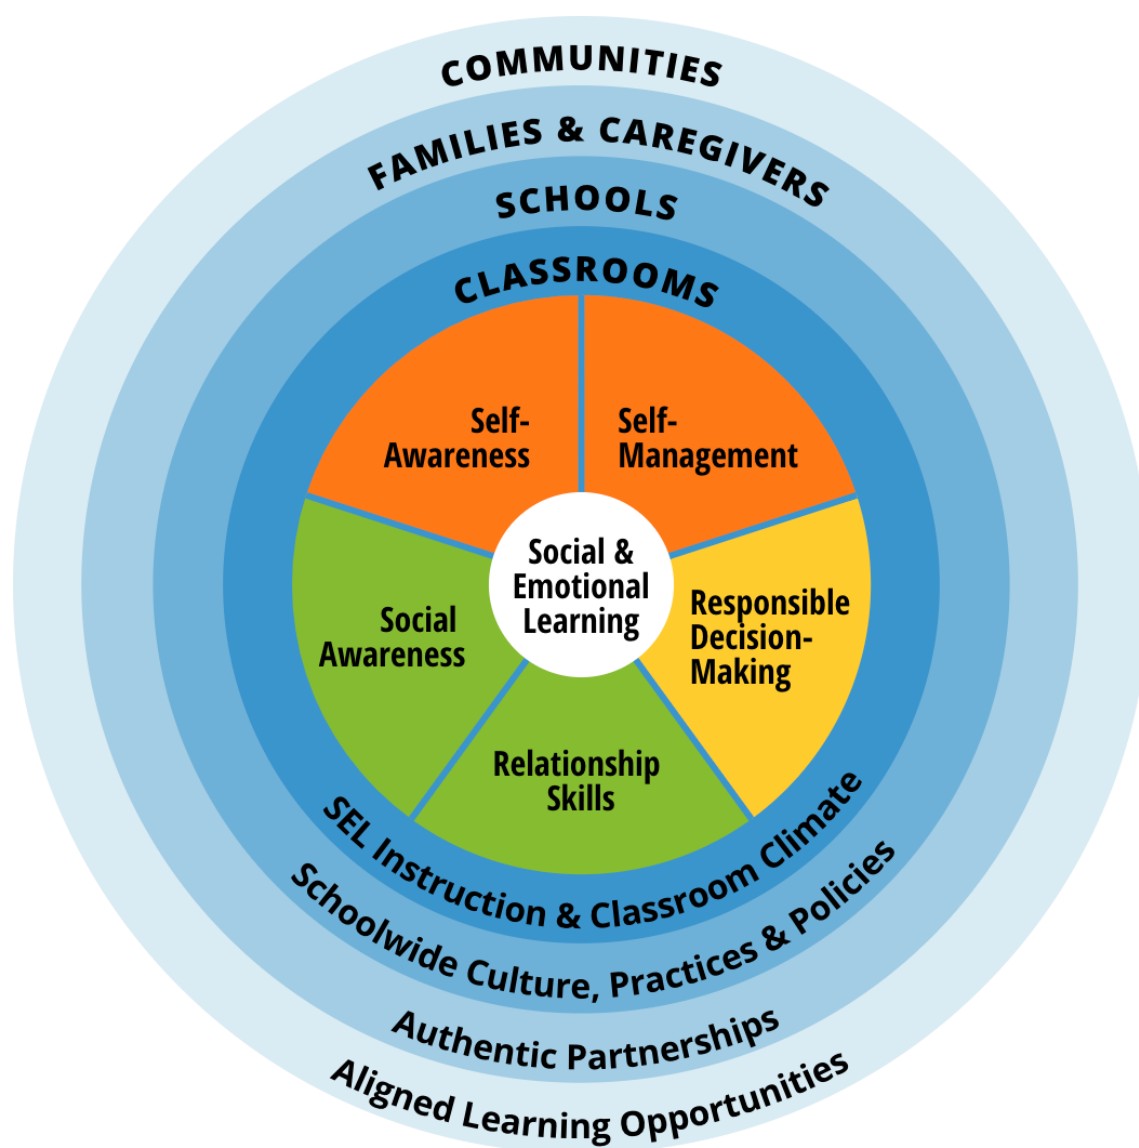 COMMUNITIES
FAMILIES & CAREGIVERS
SCHOOLS
CLASSROOMS
Self-
Awareness
Self-
Management
Social &
Emotional
Learning
Social
Awareness
Responsible
Decision-
Making
Relationship
Skills
SEL Instruction & Classroom Climate
Schoolwide Culture, Practices & Policies
Authentic Partnerships
Aligned Learning Opportunities